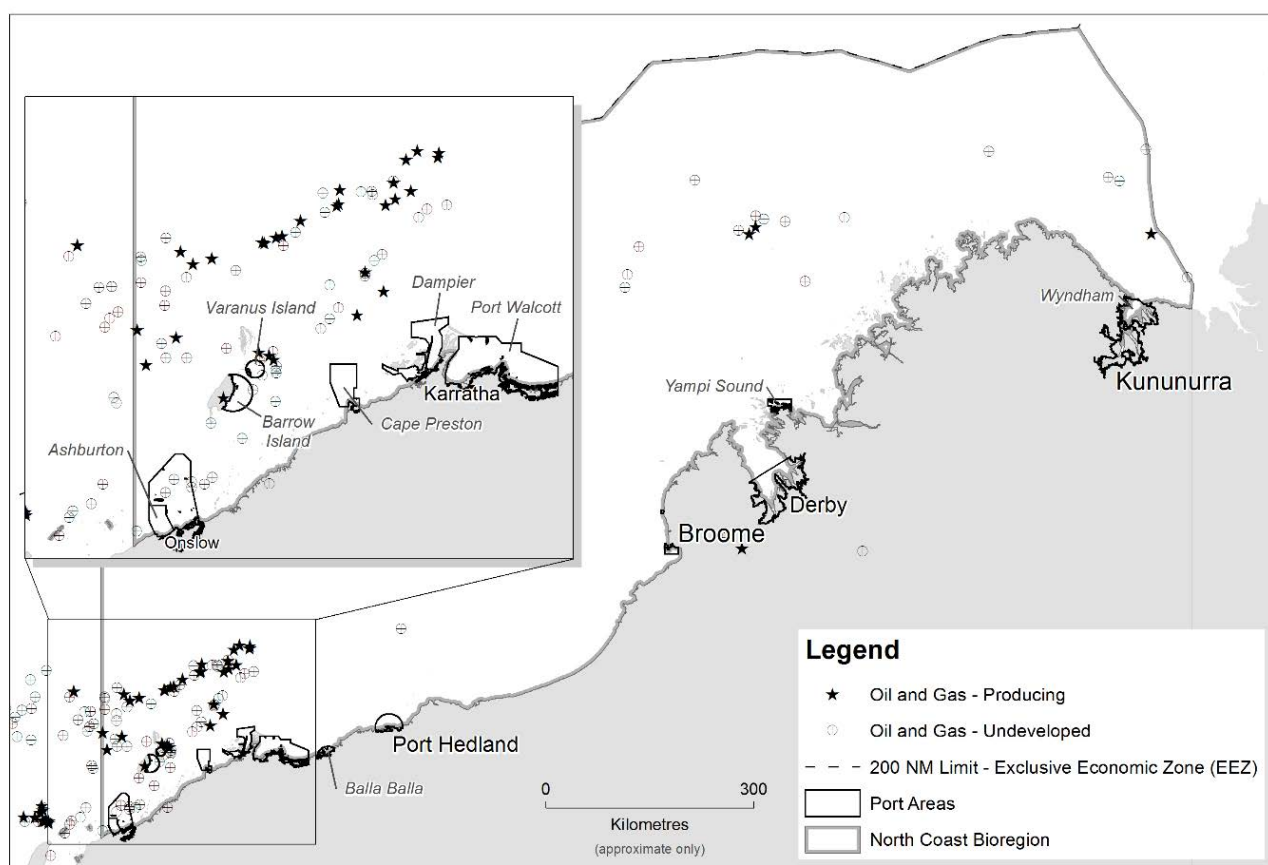 Dampier
Varanus Island
Port Walcott
Karratha
Barrow
Island
Cape Preston
Ashburton
Onslow
Wyndham
Kununurra
Yampi Sound
Derby
Broome
Port Hedland
Balla Balla
0
300
Kilometres
(approximate only)
Legend
Oil and Gas - Producing
Oil and Gas - Undeveloped
200 NM Limit - Exclusive Economic Zone (EEZ)
Port Areas
North Coast Bioregion